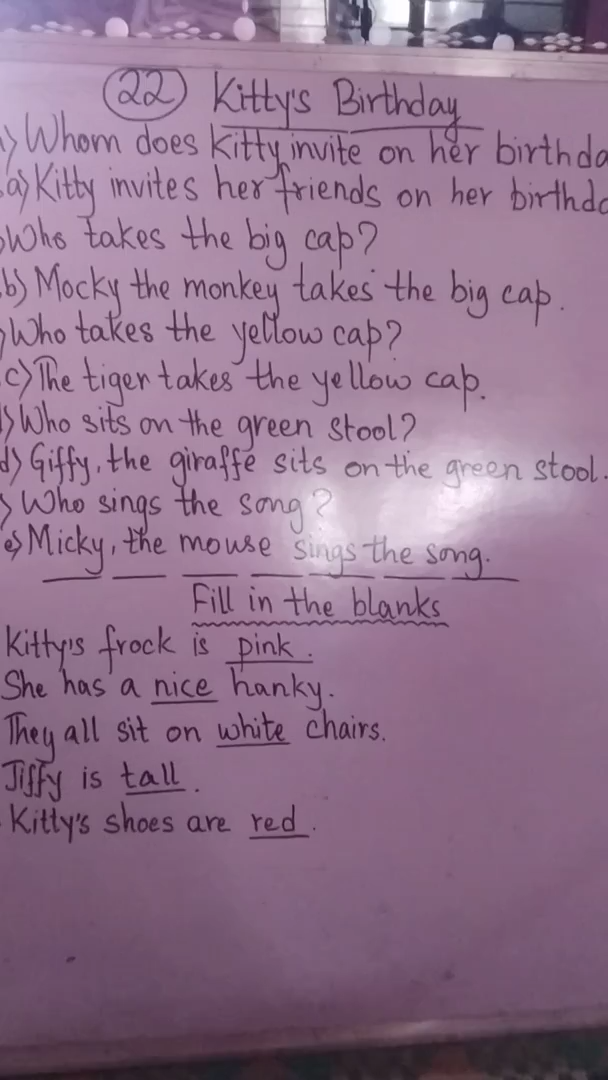 22 Kitty's Birthday
) Whom does Kitty invite on her birthda
a) Kitty invites her friends on her birthda
Who takes the big cap?
b) Mocky the monkey takes the big cap.
) Who takes the yellow cap?
c) The tiger takes the yellow cap.
) Who sits on the green stool?
d) Giffy, the giraffe sits on the green stool.
) Who sings the song?
e) Micky, the mouse sings the song.
Fill in the blanks
Kitty's frock is pink.
She has a nice hanky.
They all sit on white chairs.
Jiffy is tall.
Kitty's shoes are red.